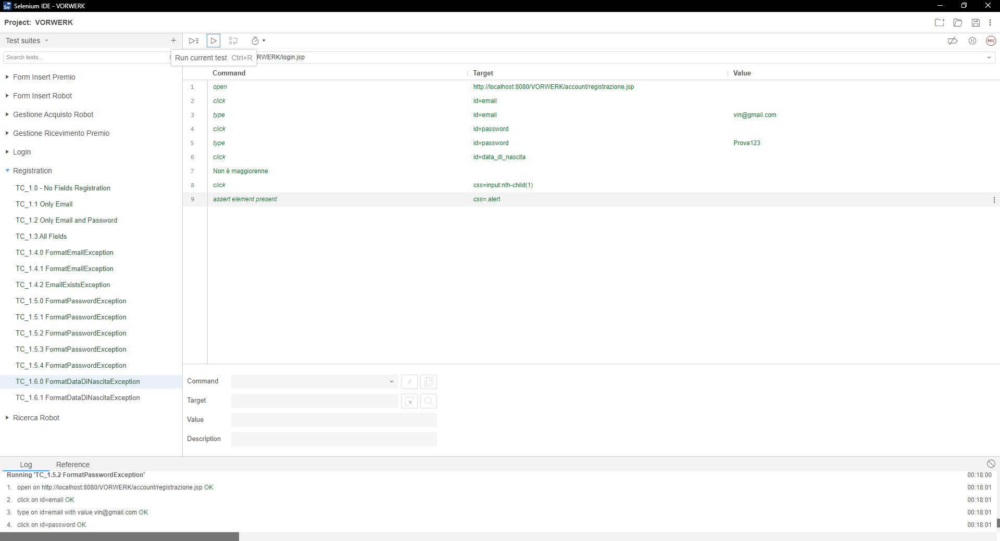 Selenium IDE - VORWERK
Project: VORWERK
Test suites
Search tests...
Run current test Ctrl+R
RWERK/login.jsp
Form Insert Premio
Form Insert Robot
Gestione Acquisto Robot
Gestione Ricevimento Premio
Login
Registration
TC_1.0 - No Fields Registration
TC_1.1 Only Email
TC_1.2 Only Email and Password
TC_1.3 All Fields
TC_1.4.0 FormatEmailException
TC_1.4.1 FormatEmailException
TC_1.4.2 EmailExistsException
TC_1.5.0 FormatPasswordException
TC_1.5.1 FormatPasswordException
TC_1.5.2 FormatPasswordException
TC_1.5.3 FormatPasswordException
TC_1.5.4 FormatPasswordException
TC_1.6.0 FormatDataDiNascitaException
TC_1.6.1 FormatDataDiNascitaException
Ricerca Robot
REC
Command Target Value
1 open http://localhost:8080/VORWERK/account/registrazione.jsp
2 click id=email
3 type id=email vin@gmail.com
4 click id=password
5 type id=password Prova123
6 click id=data_di_nascita
7 Non è maggiorenne
8 click css=input:nth-child(1)
9 assert element present css=.alert
Command //
Target
Value
Description
Log Reference
Running 'TC_1.5.2 FormatPasswordException' 00:18:00
1. open on http://localhost:8080/VORWERK/account/registrazione.jsp OK 00:18:01
2. click on id=email OK 00:18:01
3. type on id=email with value vin@gmail.com OK 00:18:01
4. click on id=password OK 00:18:01